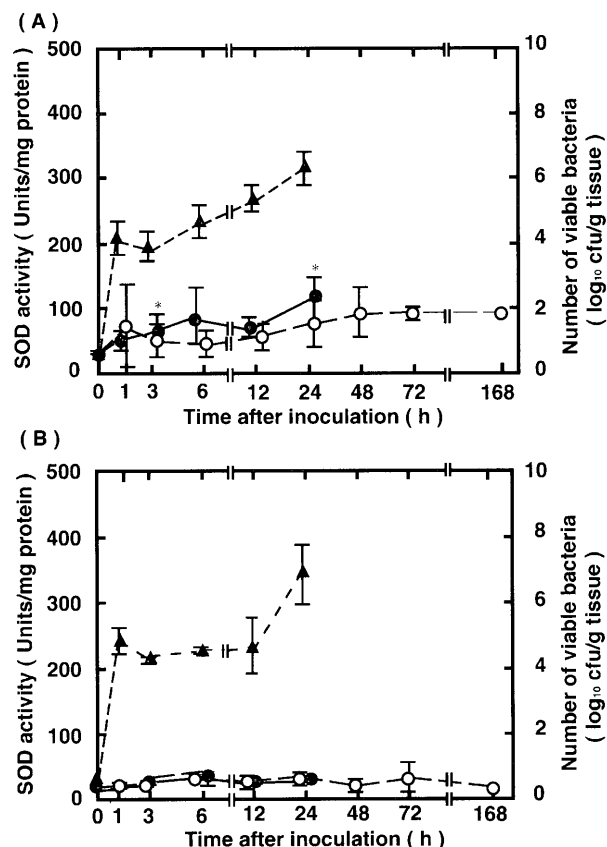 ( A )
500
400
300
200
100
0
SOD activity ( Units/mg protein )
10
8
6
4
2
0
Number of viable bacteria
( log₁₀ cfu/g tissue )
*
*
0 1 3 6 12 24 48 72 168
Time after inoculation ( h )
( B )
500
400
300
200
100
50
0
SOD activity ( Units/mg protein )
10
8
6
4
2
0
Number of viable bacteria
( log₁₀ cfu/g tissue )
0 1 3 6 12 24 48 72 168
Time after inoculation ( h )